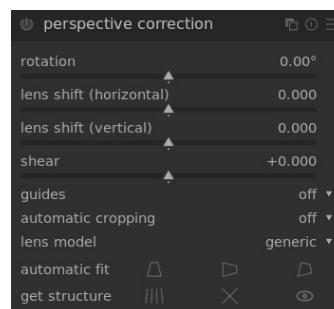 perspective correction
rotation 0.00°
lens shift (horizontal) 0.000
lens shift (vertical) 0.000
shear +0.000
guides off
automatic cropping off
lens model generic
automatic fit
get structure